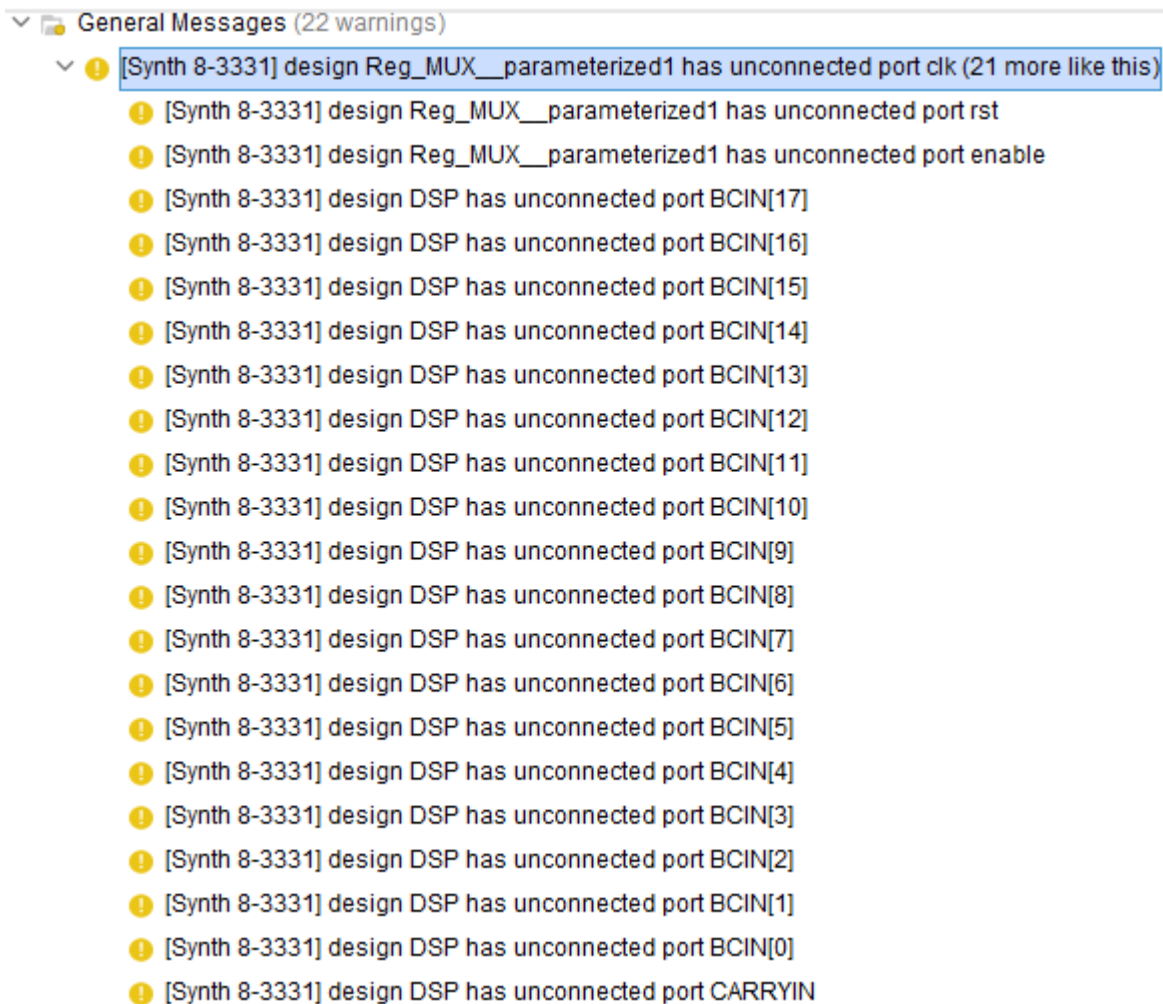 General Messages (22 warnings)
[Synth 8-3331] design Reg_MUX__parameterized1 has unconnected port clk (21 more like this)
[Synth 8-3331] design Reg_MUX__parameterized1 has unconnected port rst
[Synth 8-3331] design Reg_MUX__parameterized1 has unconnected port enable
[Synth 8-3331] design DSP has unconnected port BCIN[17]
[Synth 8-3331] design DSP has unconnected port BCIN[16]
[Synth 8-3331] design DSP has unconnected port BCIN[15]
[Synth 8-3331] design DSP has unconnected port BCIN[14]
[Synth 8-3331] design DSP has unconnected port BCIN[13]
[Synth 8-3331] design DSP has unconnected port BCIN[12]
[Synth 8-3331] design DSP has unconnected port BCIN[11]
[Synth 8-3331] design DSP has unconnected port BCIN[10]
[Synth 8-3331] design DSP has unconnected port BCIN[9]
[Synth 8-3331] design DSP has unconnected port BCIN[8]
[Synth 8-3331] design DSP has unconnected port BCIN[7]
[Synth 8-3331] design DSP has unconnected port BCIN[6]
[Synth 8-3331] design DSP has unconnected port BCIN[5]
[Synth 8-3331] design DSP has unconnected port BCIN[4]
[Synth 8-3331] design DSP has unconnected port BCIN[3]
[Synth 8-3331] design DSP has unconnected port BCIN[2]
[Synth 8-3331] design DSP has unconnected port BCIN[1]
[Synth 8-3331] design DSP has unconnected port BCIN[0]
[Synth 8-3331] design DSP has unconnected port CARRYIN